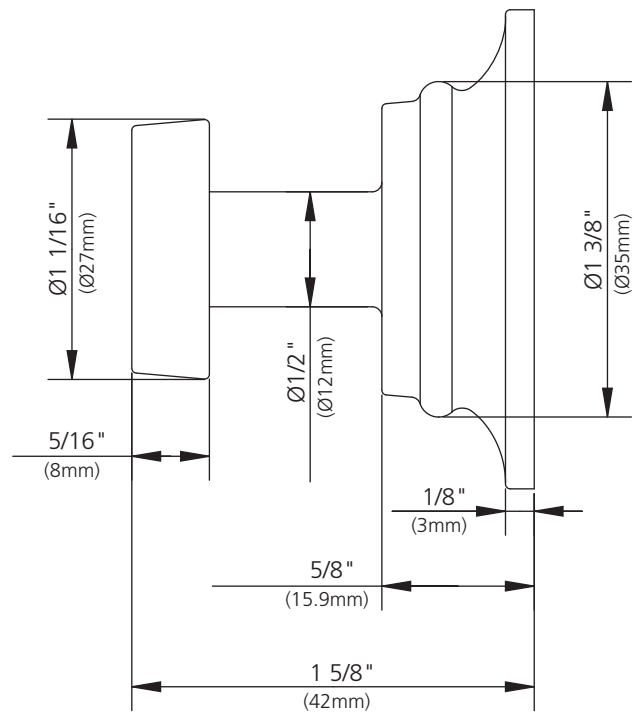 Ø1 1/16"
(Ø27mm)
Ø1/2"
(Ø12mm)
Ø1 3/8"
(Ø35mm)
5/16"
(8mm)
1/8"
(3mm)
5/8"
(15.9mm)
1 5/8"
(42mm)